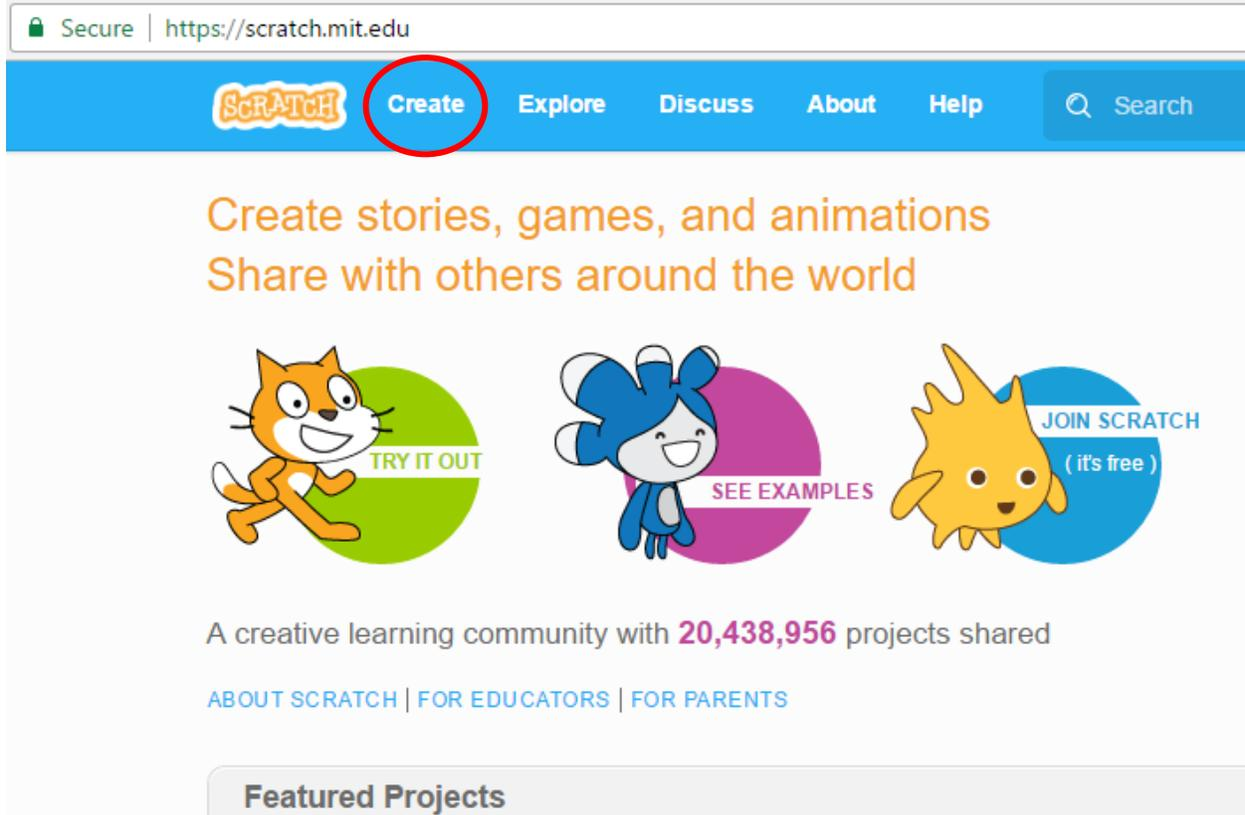 Secure | https://scratch.mit.edu
SCRATCH Create Explore Discuss About Help Search
Create stories, games, and animations
Share with others around the world
TRY IT OUT
SEE EXAMPLES
JOIN SCRATCH
( it's free )
A creative learning community with 20,438,956 projects shared
ABOUT SCRATCH | FOR EDUCATORS | FOR PARENTS
Featured Projects